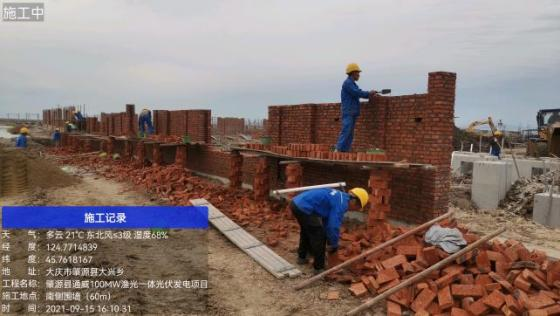 施工中
施工记录
天 气: 多云 21℃ 东北风≤3级 湿度68%
经 度: 124.7714839
纬 度: 45.7618167
地 址: 大庆市肇源县大兴乡
工程名称: 肇源县通威100MW渔光一体光伏发电项目
施工地点: 南侧围墙(60m)
时 间: 2021-09-15 16:10:31